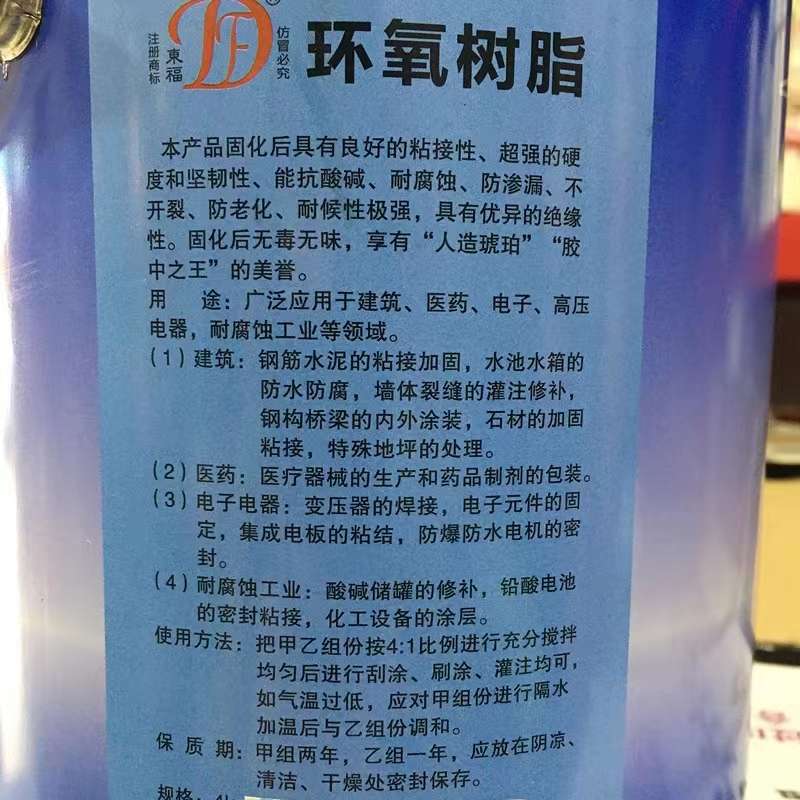 注册商标
東福
DF
®
仿冒必究
环氧树脂
本产品固化后具有良好的粘接性、超强的硬
度和坚韧性、能抗酸碱、耐腐蚀、防渗漏、不
开裂、防老化、耐候性极强，具有优异的绝缘
性。固化后无毒无味，享有“人造琥珀”“胶
中之王”的美誉。
用 途：广泛应用于建筑、医药、电子、高压
电器，耐腐蚀工业等领域。
（1）建筑：钢筋水泥的粘接加固，水池水箱的
防水防腐，墙体裂缝的灌注修补，
钢构桥梁的内外涂装，石材的加固
粘接，特殊地坪的处理。
（2）医药：医疗器械的生产和药品制剂的包装。
（3）电子电器：变压器的焊接，电子元件的固
定，集成电板的粘结，防爆防水电机的密
封。
（4）耐腐蚀工业：酸碱储罐的修补，铅酸电池
的密封粘接，化工设备的涂层。
使用方法：把甲乙组份按4:1比例进行充分搅拌
均匀后进行刮涂、刷涂、灌注均可，
如气温过低，应对甲组份进行隔水
加温后与乙组份调和。
保 质 期：甲组两年，乙组一年，应放在阴凉、
清洁、干燥处密封保存。
规格：